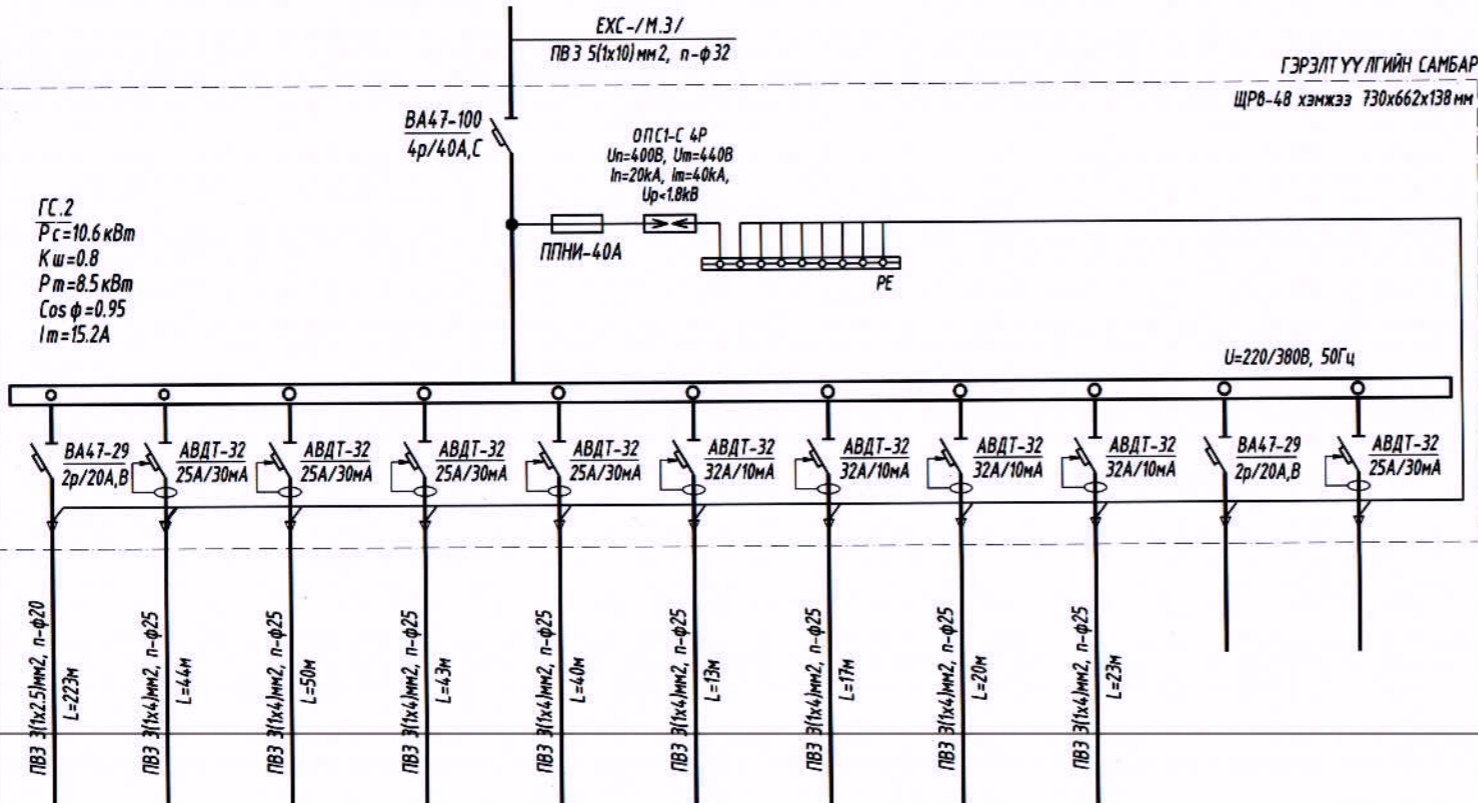 ЕХС-/М.3/
ПВ3 5(1х10)мм2, п-ф32
ГЭРЭЛТҮҮЛГИЙН САМБАР
ЩРв-48 хэмжээ 730х662х138мм
ВА47-100
4р/40А,С
ОПС1-С 4Р
Un=400В, Um=440В
In=20kA, Im=40kA,
Up<1.8kB
ППНИ-40А
РЕ
ГС.2
Рс=10.6кВт
Кш=0.8
Рт=8.5кВт
Cosф=0.95
Iт=15.2А
U=220/380В, 50Гц
ВА47-29
2р/20А,В
АВДТ-32
25А/30мА
АВДТ-32
25А/30мА
АВДТ-32
25А/30мА
АВДТ-32
25А/30мА
АВДТ-32
32А/10мА
АВДТ-32
32А/10мА
АВДТ-32
32А/10мА
АВДТ-32
32А/10мА
ВА47-29
2р/20А,В
АВДТ-32
25А/30мА
ПВ3 3(1х2.5)мм2, п-ф20
L=223м
ПВ3 3(1х4)мм2, п-ф25
L=44м
ПВ3 3(1х4)мм2, п-ф25
L=50м
ПВ3 3(1х4)мм2, п-ф25
L=43м
ПВ3 3(1х4)мм2, п-ф25
L=40м
ПВ3 3(1х4)мм2, п-ф25
L=13м
ПВ3 3(1х4)мм2, п-ф25
L=17м
ПВ3 3(1х4)мм2, п-ф25
L=20м
ПВ3 3(1х4)мм2, п-ф25
L=23м